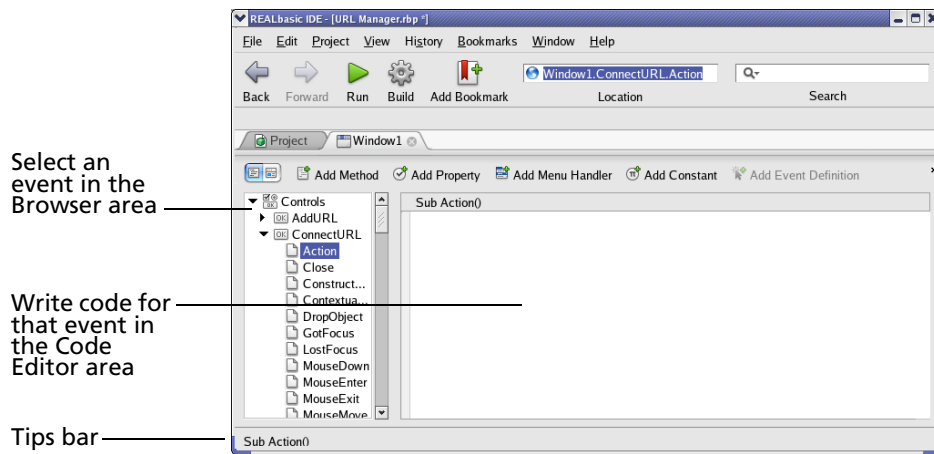 REALbasic IDE - [URL Manager.rbp *]
File Edit Project View History Bookmarks Window Help
Window1.ConnectURL.Action
Back Forward Run Build Add Bookmark Location Search
Project Window1
Add Method Add Property Add Menu Handler Add Constant Add Event Definition
Select an
event in the
Browser area
Controls
OK AddURL
OK ConnectURL
Action
Close
Construct...
Contextua...
DropObject
GotFocus
LostFocus
MouseDown
MouseEnter
MouseExit
MouseMove
Sub Action()
Write code for
that event in
the Code
Editor area
Tips bar
Sub Action()